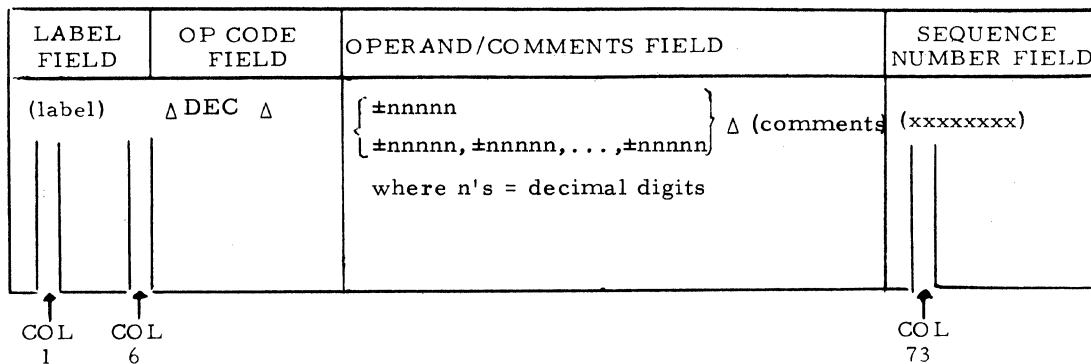 LABEL FIELD
OP CODE FIELD
OPERAND/COMMENTS FIELD
SEQUENCE NUMBER FIELD
(label) Δ DEC Δ ±nnnnn Δ (comments (xxxxxxxx)
±nnnnn, ±nnnnn, ..., ±nnnnn
where n's = decimal digits
COL 1
COL 6
COL 73